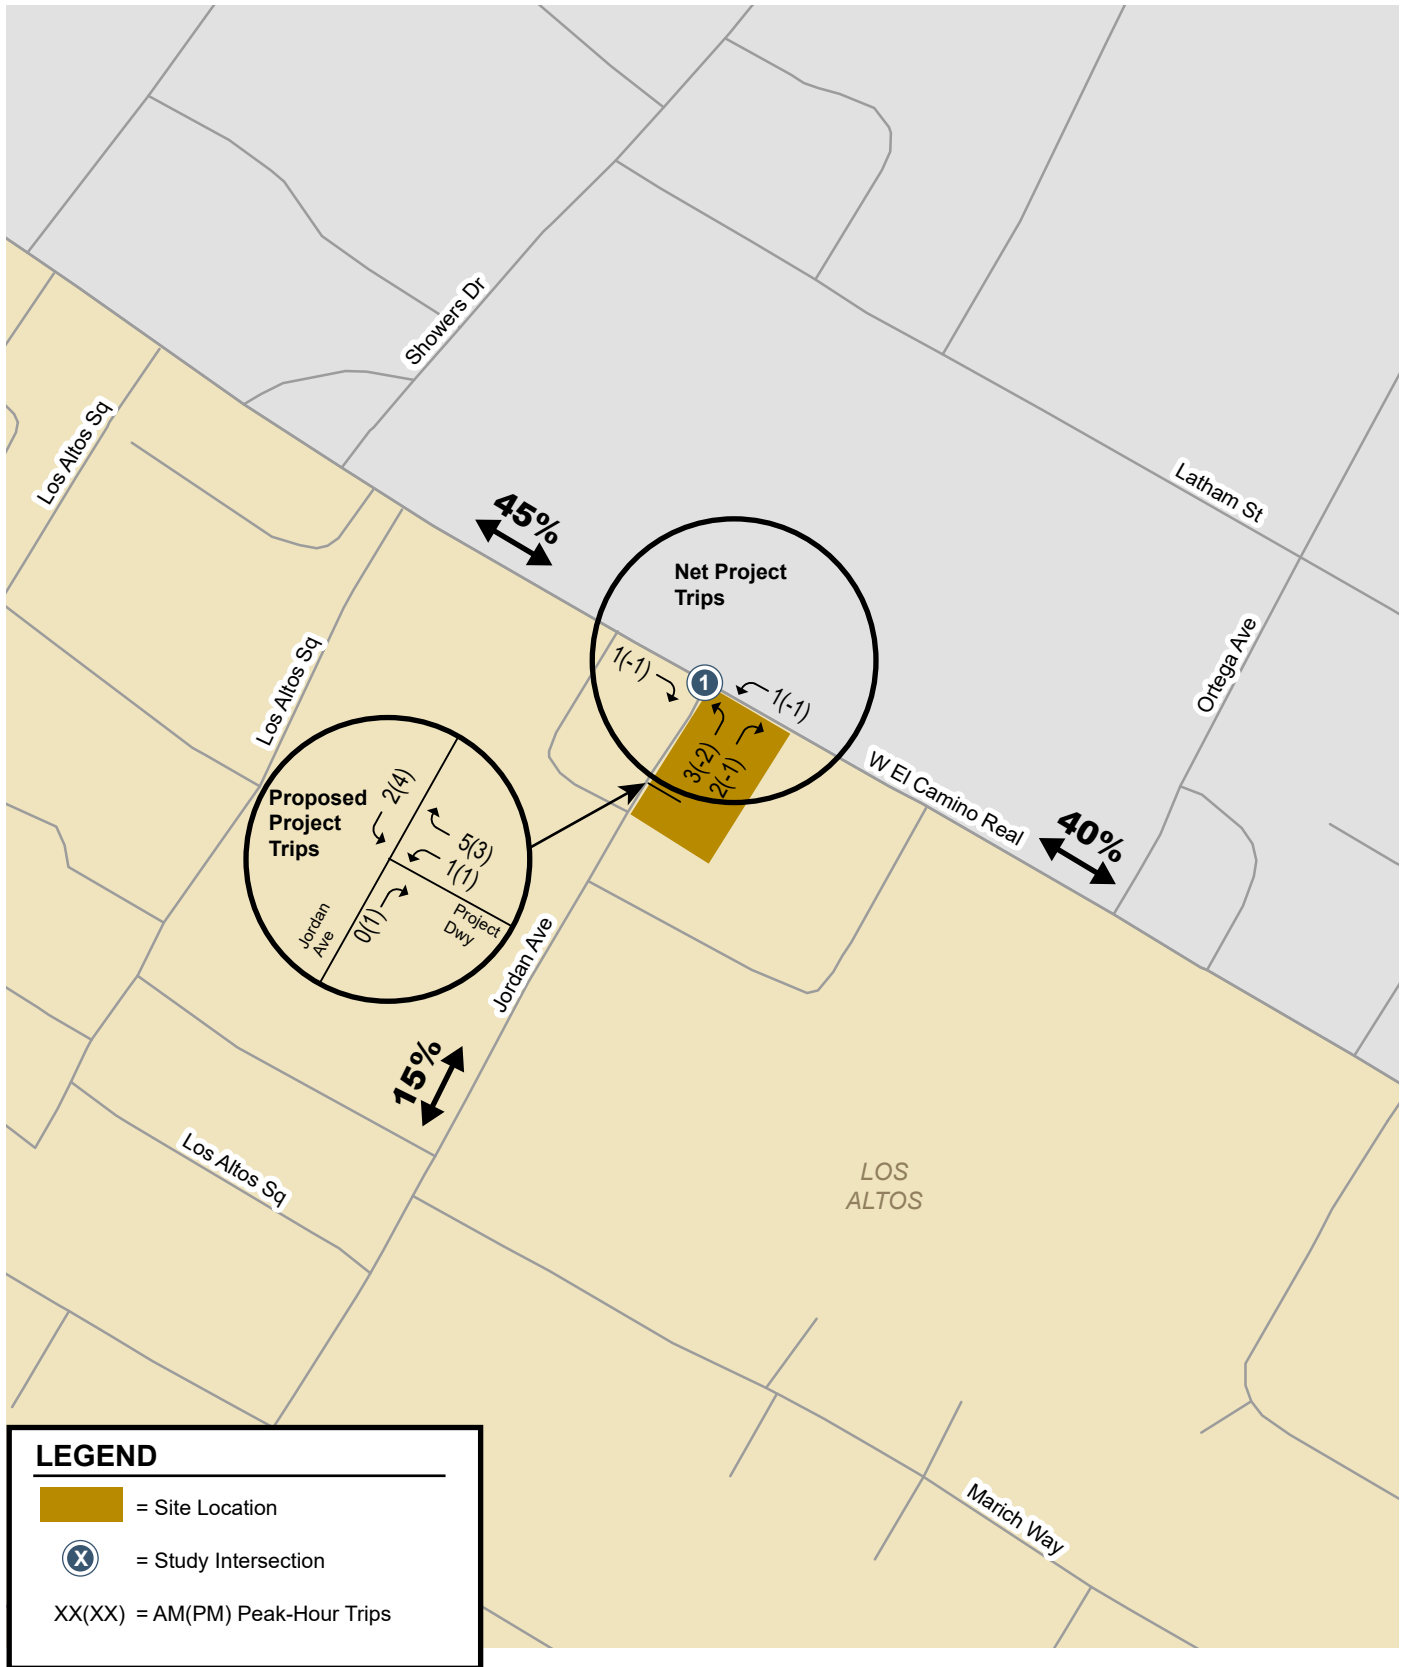 Showers Dr
Los Altos Sq
45%
Latham St
Net Project
Trips
Ortega Ave
Los Altos Sq
1(-1)
1
1(-1)
3(-2)
2(-1)
W El Camino Real
40%
Proposed
Project
Trips
2(4)
5(3)
1(1)
0(1)
Jordan
Ave
Project
Dwy
Jordan Ave
15%
Los Altos Sq
LOS
ALTOS
Marich Way
LEGEND
= Site Location
X = Study Intersection
XX(XX) = AM(PM) Peak-Hour Trips